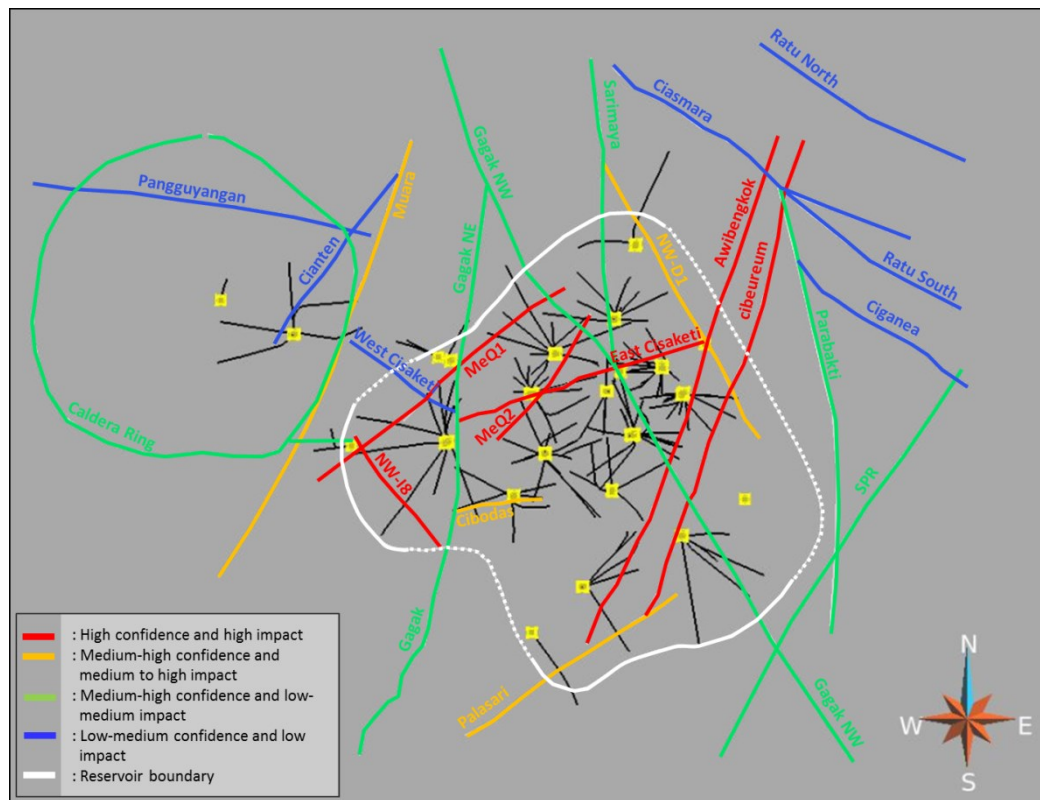 Ratu North
Ciasmara
Sarimaya
Gagak NW
Muara
Pangguyangan
Cianten
Gagak NE
NW-D1
Awibengkok
cibeureum
Ratu South
Ciganea
Parabakti
West Cisaketi
MeQ1
East Cisaketi
MeQ2
Caldera Ring
NW-I8
Cibodas
SPR
Gagak
Palasari
Gagak NW
: High confidence and high impact
: Medium-high confidence and
medium to high impact
: Medium-high confidence and low-
medium impact
: Low-medium confidence and low
impact
: Reservoir boundary
N
W
E
S